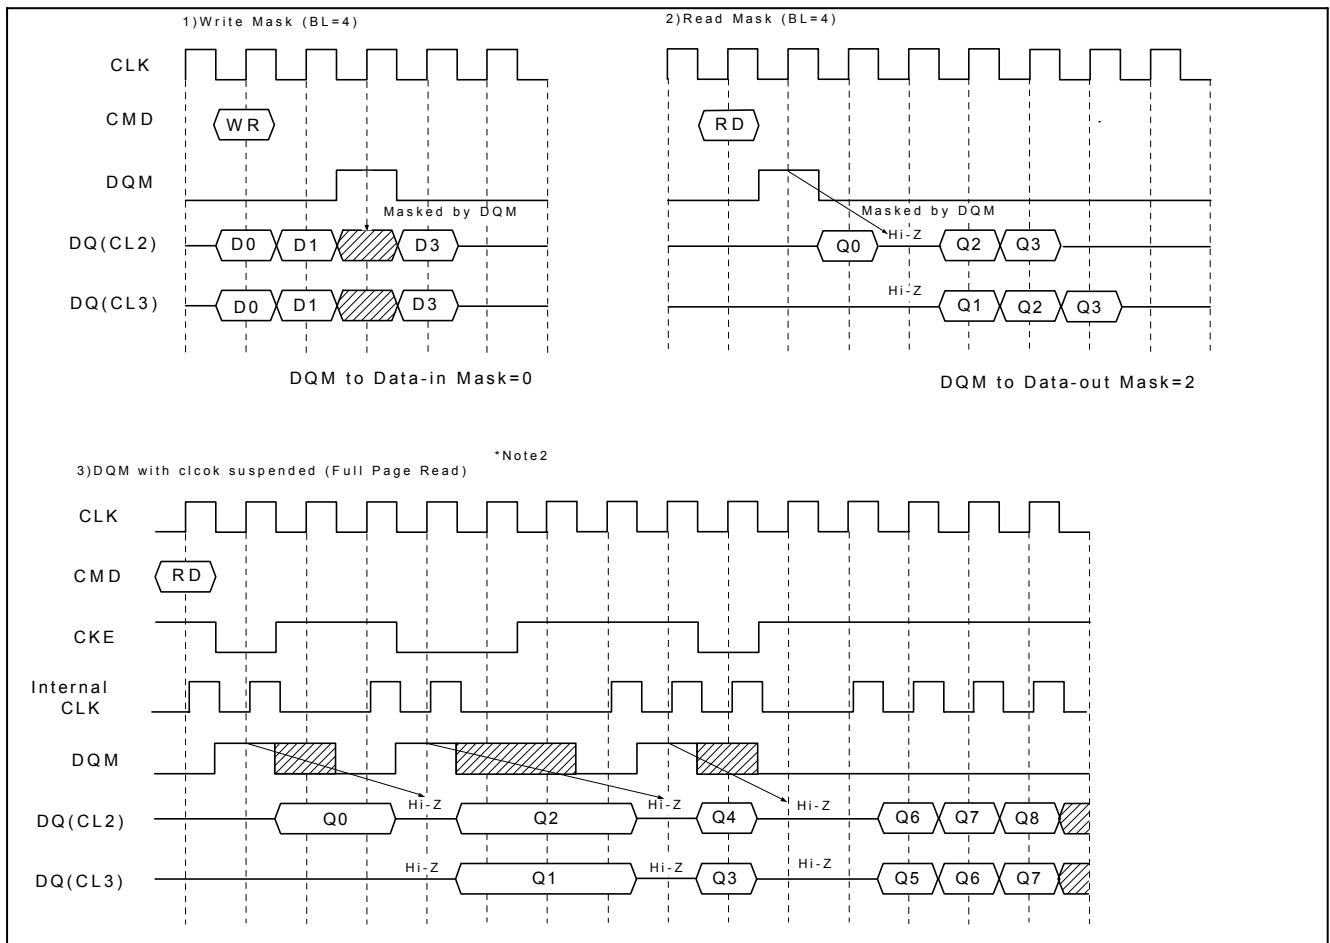 1)Write Mask (BL=4)
2)Read Mask (BL=4)
CLK
CMD
WR
RD
DQM
Masked by DQM
Masked by DQM
DQ(CL2)
D0 D1 D3
Q0 Hi-Z Q2 Q3
DQ(CL3)
D0 D1 D3
Hi-Z Q1 Q2 Q3
DQM to Data-in Mask=0
DQM to Data-out Mask=2
*Note2
3)DQM with clcok suspended (Full Page Read)
CLK
CMD
RD
CKE
Internal
CLK
DQM
Hi-Z Hi-Z Hi-Z
DQ(CL2)
Q0 Q2 Q4 Q6 Q7 Q8
Hi-Z Hi-Z Hi-Z
DQ(CL3)
Q1 Q3 Q5 Q6 Q7